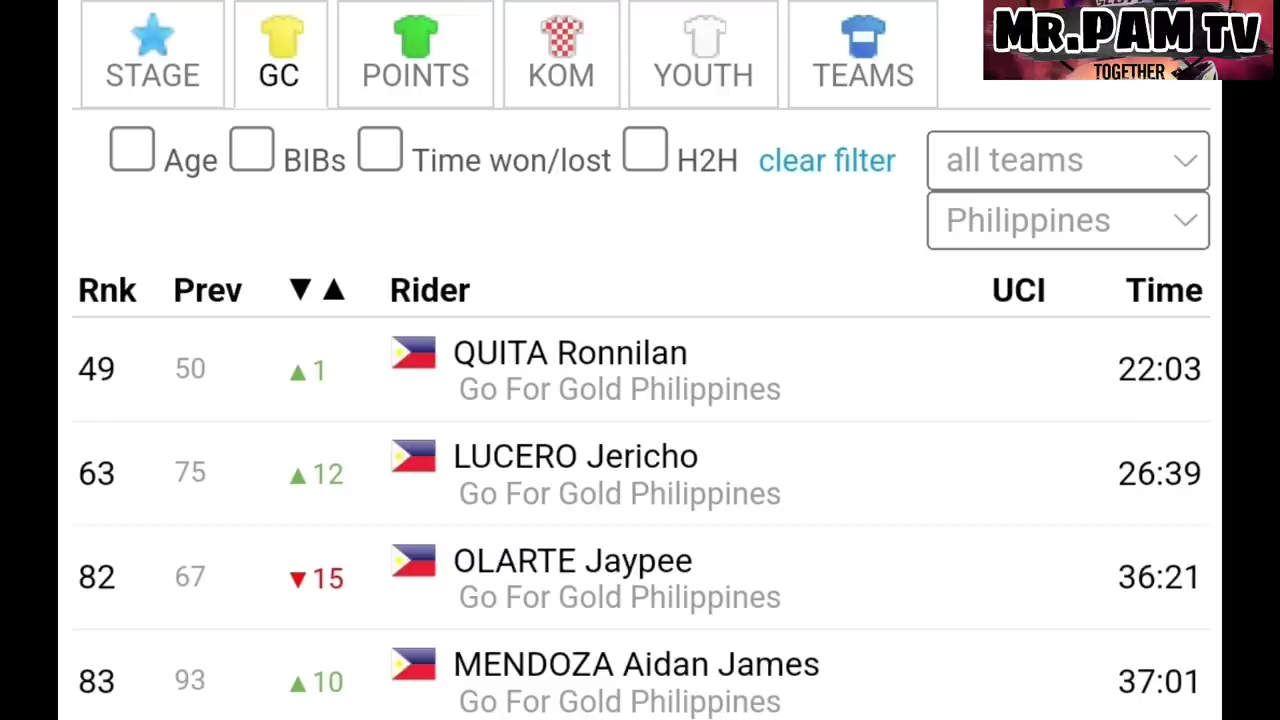 Mr.PAM TV
TOGETHER
STAGE GC POINTS KOM YOUTH TEAMS
Age BIBs Time won/lost H2H clear filter all teams
Philippines
Rnk Prev ▼▲ Rider UCI Time
49 50 ▲1 QUITA Ronnilan 22:03
Go For Gold Philippines
63 75 ▲12 LUCERO Jericho 26:39
Go For Gold Philippines
82 67 ▼15 OLARTE Jaypee 36:21
Go For Gold Philippines
83 93 ▲10 MENDOZA Aidan James 37:01
Go For Gold Philippines